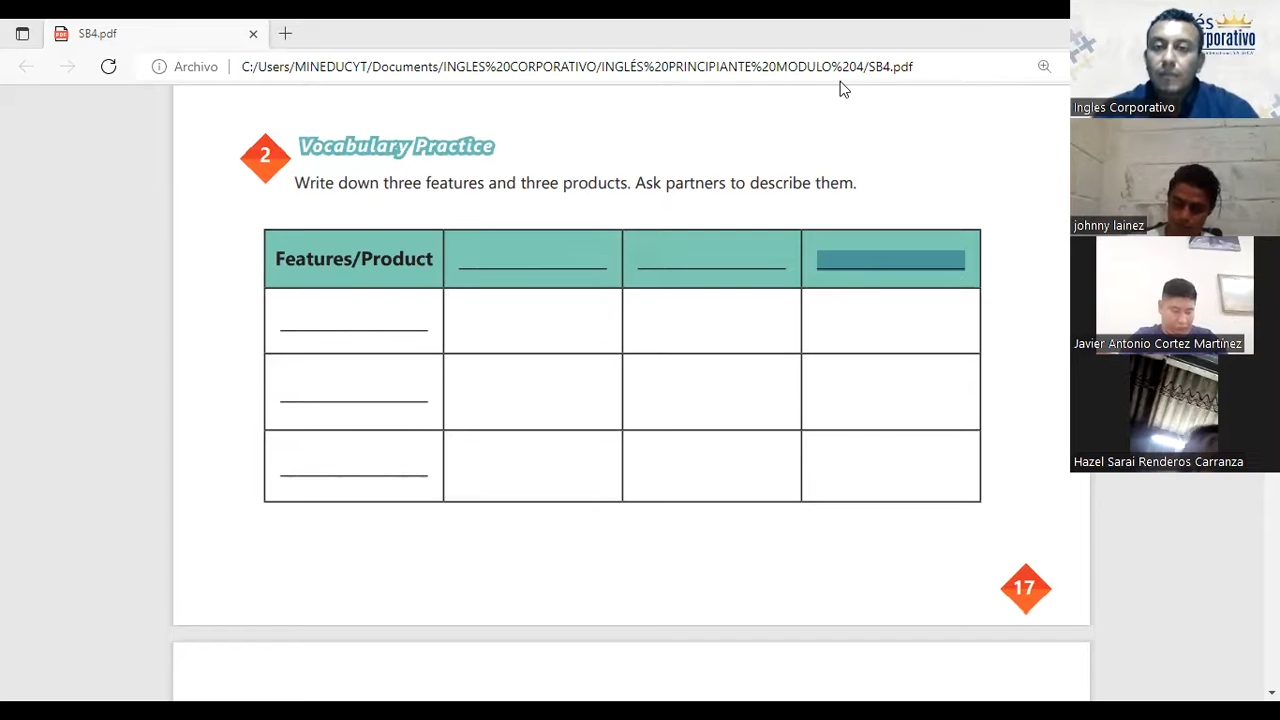 SB4.pdf
Archivo
C:/Users/MINEDUCYT/Documents/INGLES%20CORPORATIVO/INGLÉS%20PRINCIPIANTE%20MODULO%204/SB4.pdf
2
Vocabulary Practice
Write down three features and three products. Ask partners to describe them.
Features/Product
17
Ingles Corporativo
johnny lainez
Javier Antonio Cortez Martínez
Hazel Sarai Renderos Carranza